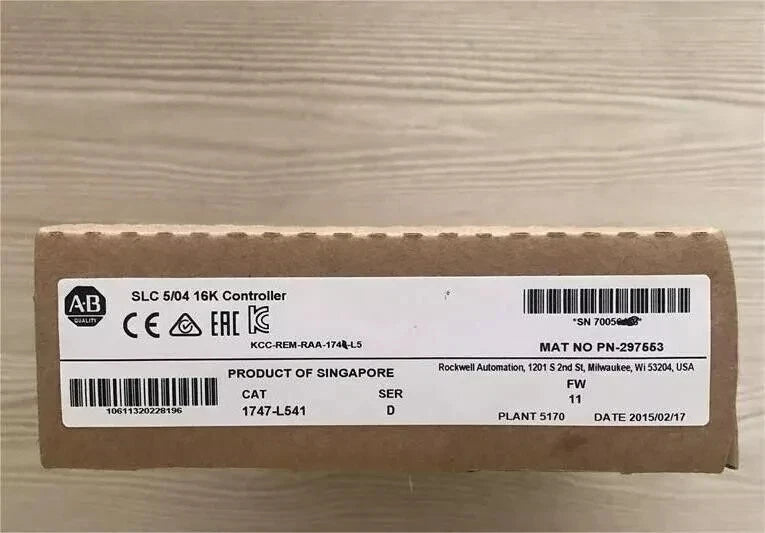 A-B
QUALITY
SLC 5/04 16K Controller
CE EAC
*SN 7005
KCC-REM-RAA-174 -L5
MAT NO PN-297553
PRODUCT OF SINGAPORE
Rockwell Automation, 1201 S 2nd St, Milwaukee, Wi 53204, USA
CAT SER FW
10611320228196 1747-L541 D 11
PLANT 5170 DATE 2015/02/17